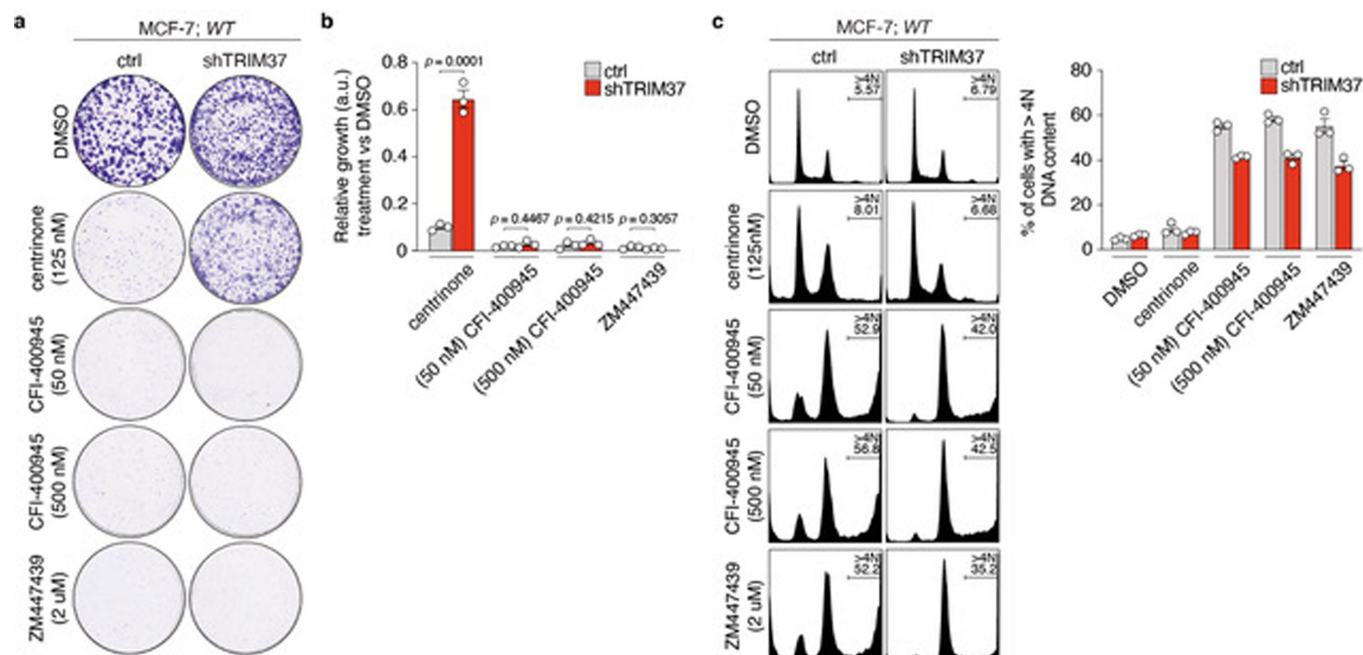 a
MCF-7; WT
ctrl shTRIM37
DMSO
centrinone
(125 nM)
CFI-400945
(50 nM)
CFI-400945
(500 nM)
ZM447439
(2 uM)
b
Relative growth (a.u.)
treatment vs DMSO
0.8
0.6
0.4
0.2
0
p = 0.0001
ctrl
shTRIM37
p = 0.4467 p = 0.4215 p = 0.3057
centrinone
(50 nM) CFI-400945
(500 nM) CFI-400945
ZM447439
c
MCF-7; WT
ctrl shTRIM37
DMSO
>4N
5.57
>4N
6.79
centrinone
(125nM)
>4N
8.01
>4N
6.68
CFI-400945
(50 nM)
>4N
52.9
>4N
42.0
CFI-400945
(500 nM)
>4N
56.8
>4N
42.5
ZM447439
(2 uM)
>4N
52.2
>4N
35.2
% of cells with > 4N
DNA content
80
60
40
20
0
ctrl
shTRIM37
DMSO
centrinone
(50 nM) CFI-400945
(500 nM) CFI-400945
ZM447439